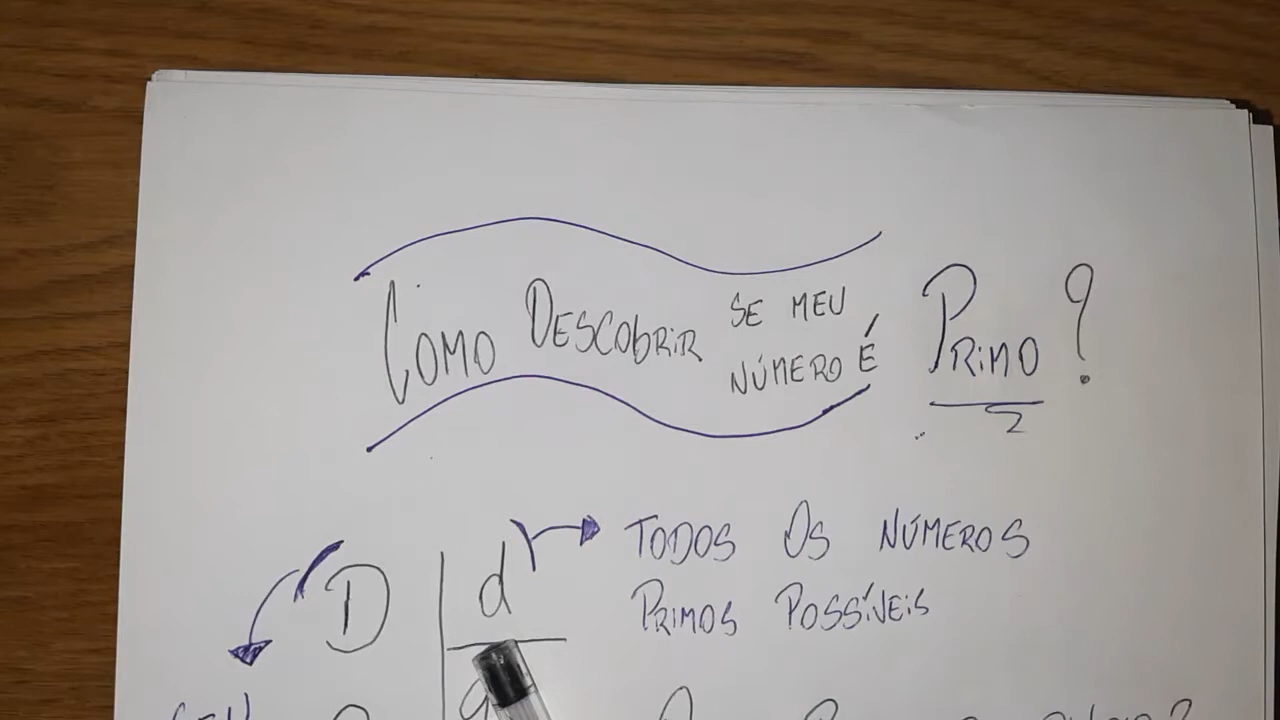 COMO DESCOBRIR SE MEU NÚMERO É PRIMO?
D d TODOS OS NÚMEROS
PRIMOS POSSÍVEIS